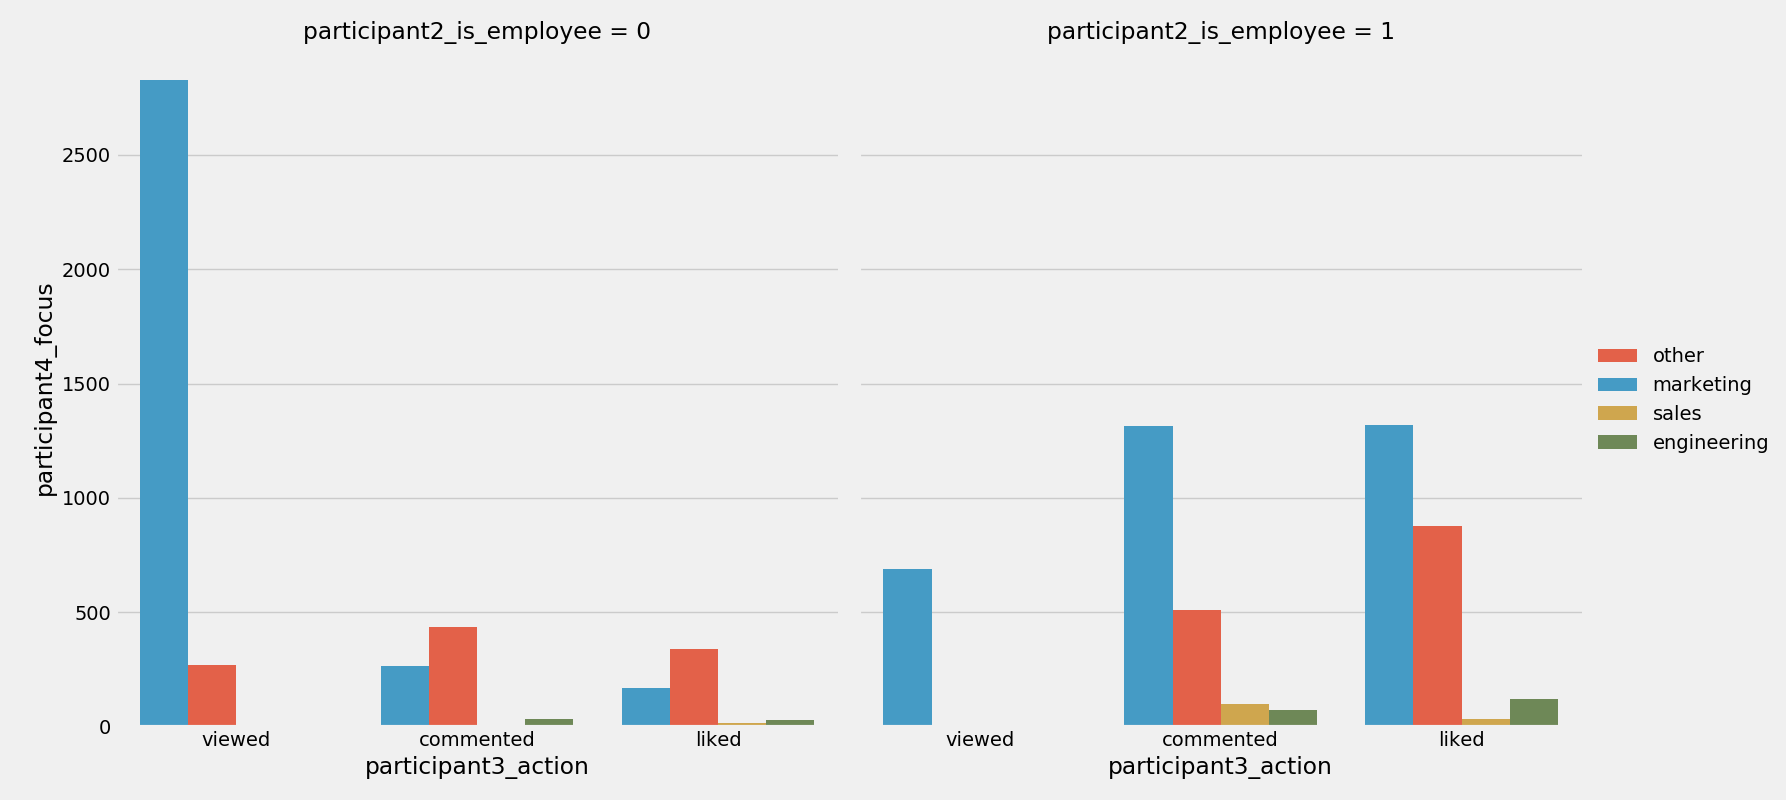 participant2_is_employee = 0
participant2_is_employee = 1
participant4_focus
2500
2000
1500
1000
500
0
viewed
commented
liked
viewed
commented
liked
participant3_action
participant3_action
other
marketing
sales
engineering